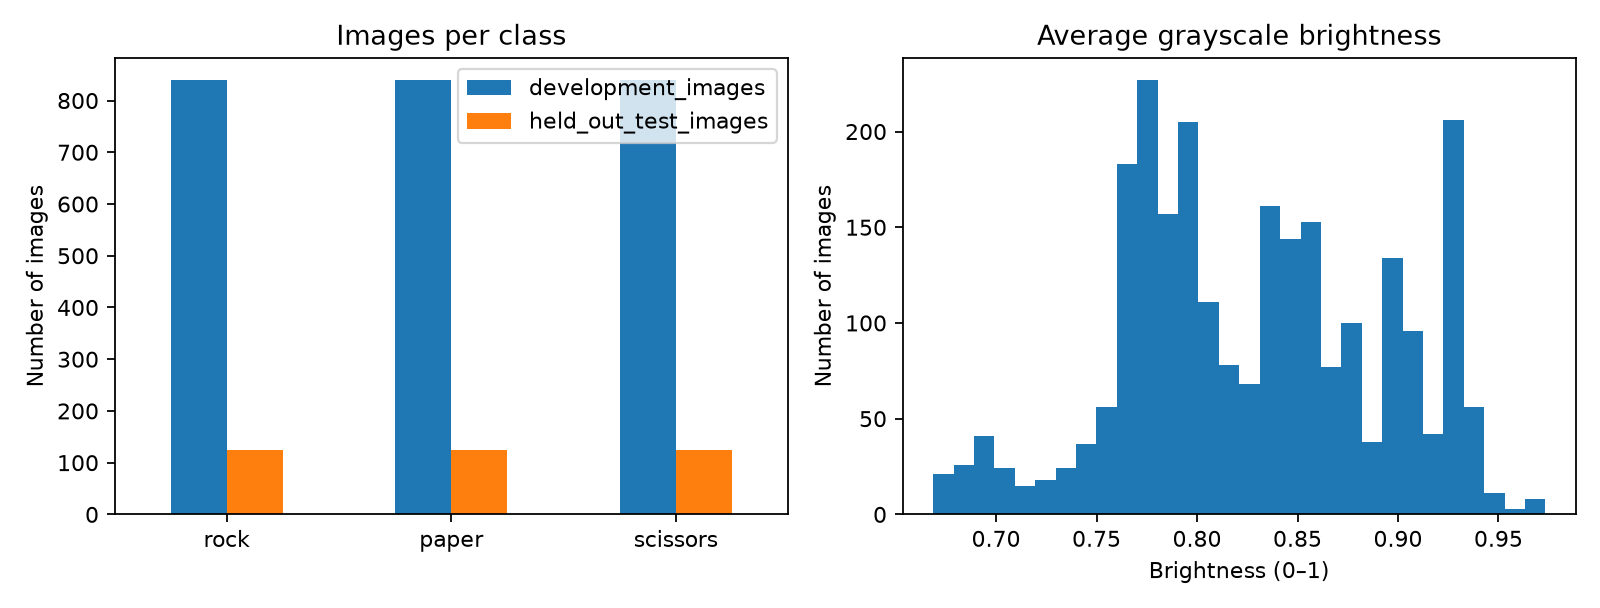 Images per class
Number of images
800
700
600
500
400
300
200
100
0
rock
paper
scissors
development_images
held_out_test_images
Average grayscale brightness
Number of images
200
150
100
50
0
0.70
0.75
0.80
0.85
0.90
0.95
Brightness (0–1)